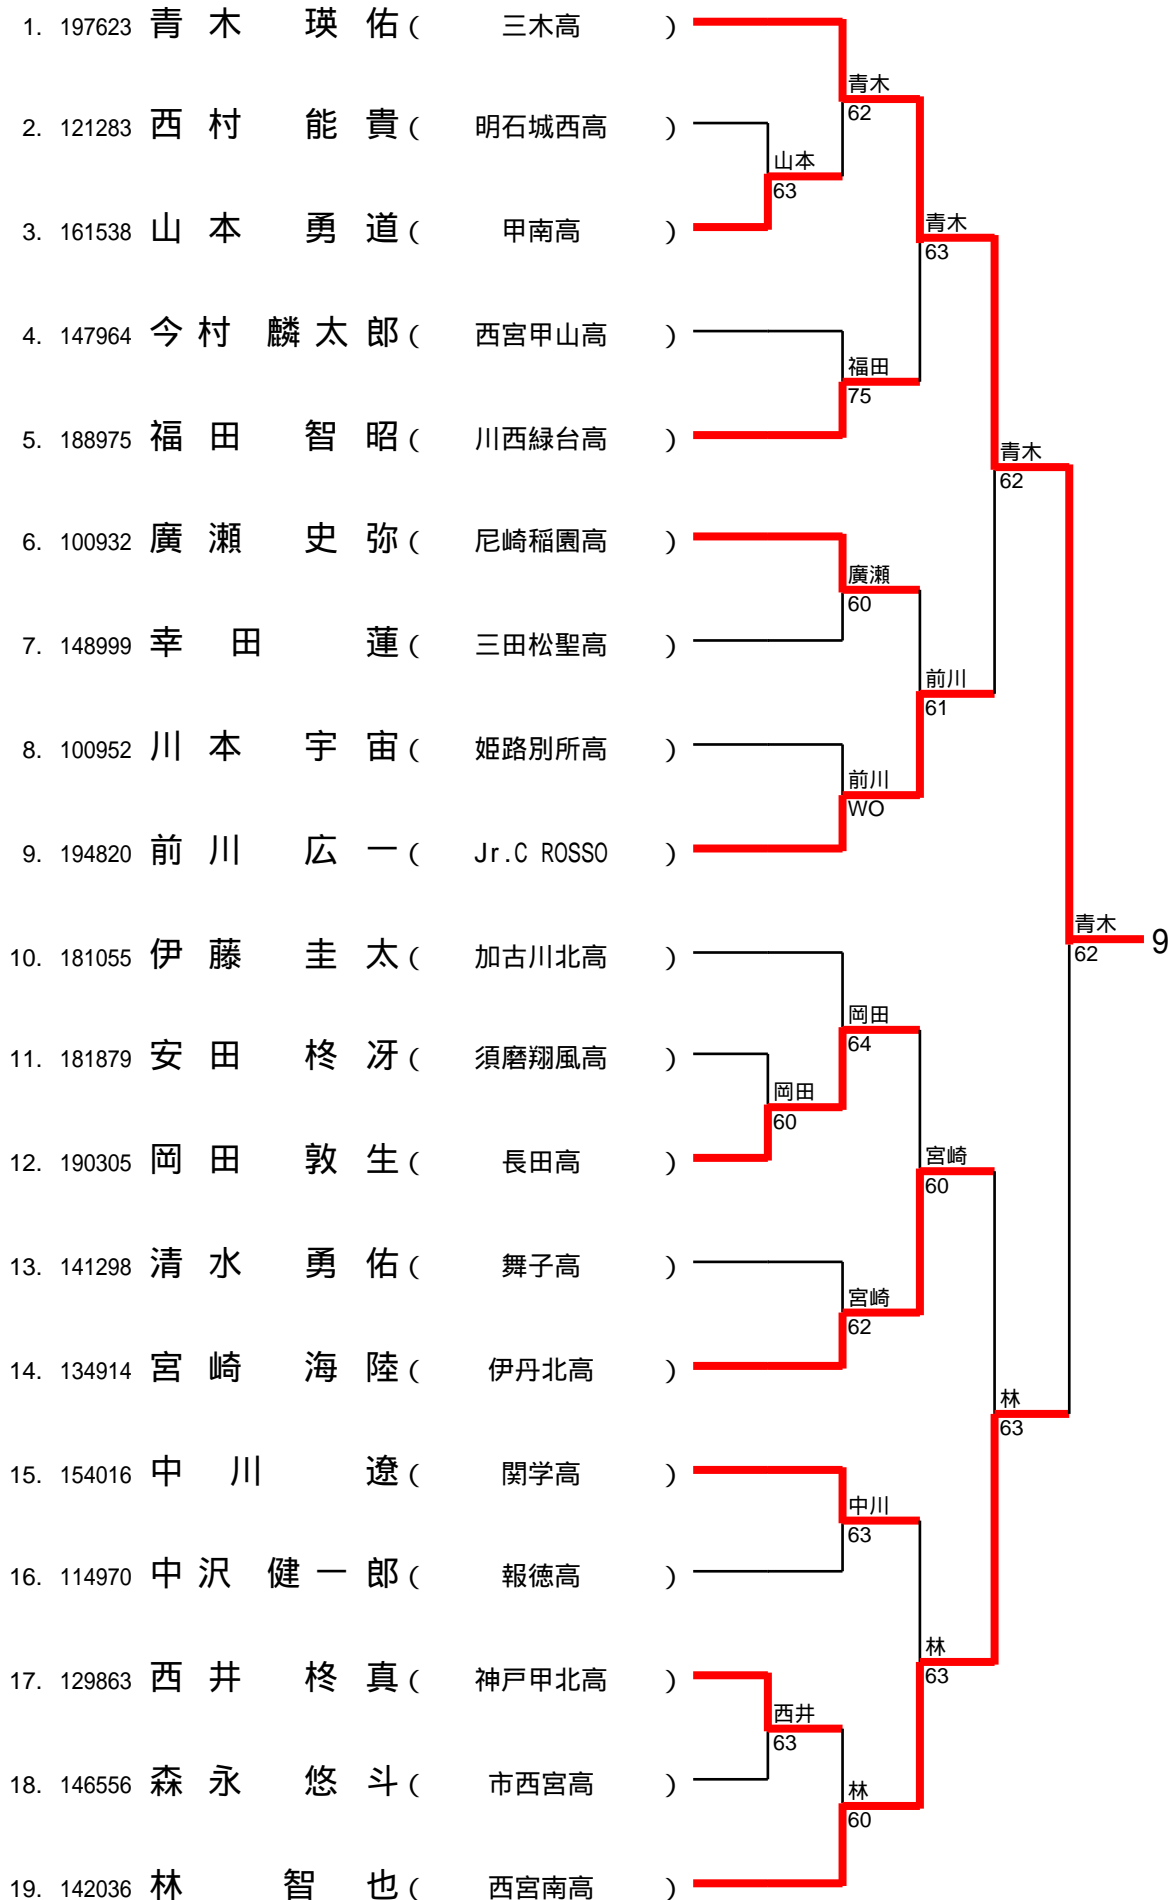 1. 197623 青木 瑛佑 ( 三木高 )
青木
62
2. 121283 西村 能貴 ( 明石城西高 )
山本
63
3. 161538 山本 勇道 ( 甲南高 )
青木
63
4. 147964 今村 麟太郎 ( 西宮甲山高 )
福田
75
5. 188975 福田 智昭 ( 川西緑台高 )
青木
62
6. 100932 廣瀬 史弥 ( 尼崎稲園高 )
廣瀬
60
7. 148999 幸田 蓮 ( 三田松聖高 )
前川
61
8. 100952 川本 宇宙 ( 姫路別所高 )
前川
WO
9. 194820 前川 広一 ( Jr.C ROSSO )
青木
62
9
10. 181055 伊藤 圭太 ( 加古川北高 )
岡田
64
11. 181879 安田 柊冴 ( 須磨翔風高 )
岡田
60
12. 190305 岡田 敦生 ( 長田高 )
宮崎
60
13. 141298 清水 勇佑 ( 舞子高 )
宮崎
62
14. 134914 宮崎 海陸 ( 伊丹北高 )
林
63
15. 154016 中川 遼 ( 関学高 )
中川
63
16. 114970 中沢 健一郎 ( 報徳高 )
林
63
17. 129863 西井 柊真 ( 神戸甲北高 )
西井
63
18. 146556 森永 悠斗 ( 市西宮高 )
林
60
19. 142036 林 智也 ( 西宮南高 )